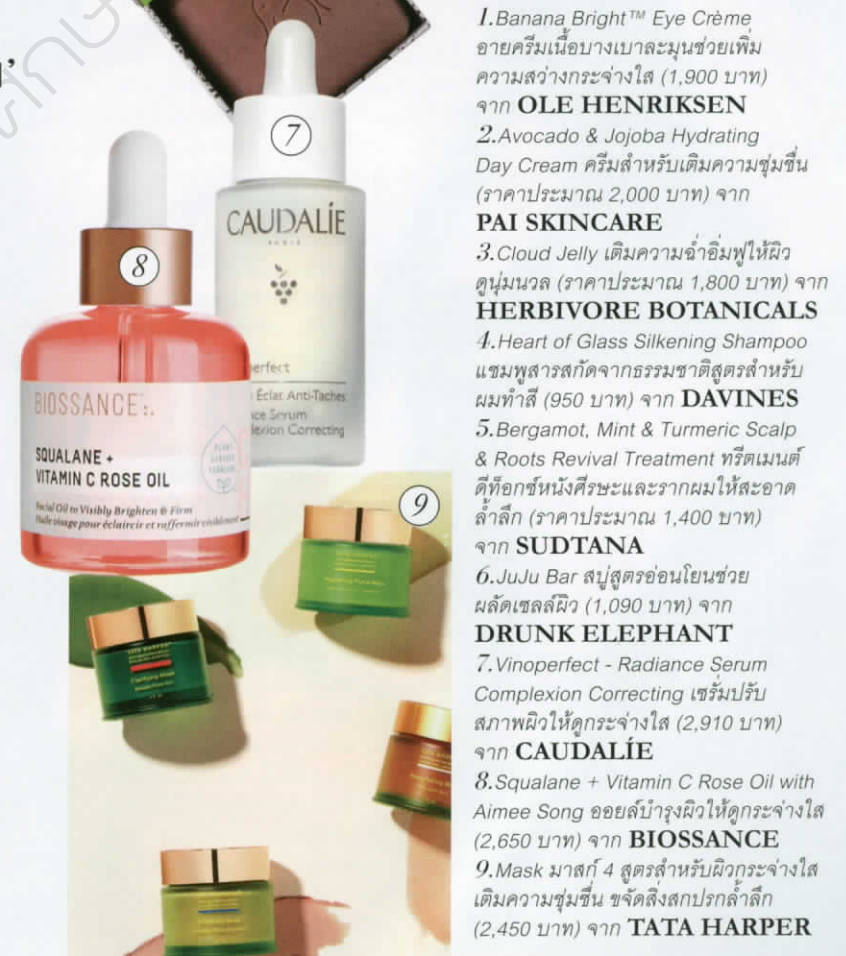 7
CAUDALÍE
PARIS
8
erfect
Éclat Anti-Taches
ce Serum
lexion Correcting
BIOSSANCE
SQUALANE +
VITAMIN C ROSE OIL
Facial Oil to Visibly Brighten & Firm
Huile visage pour éclaircir et raffermir visiblement
9
Clarifying Mask
1.Banana Bright™ Eye Crème
อายครีมเนื้อบางเบาละมุนช่วยเพิ่ม
ความสว่างกระจ่างใส (1,900 บาท)
จาก OLE HENRIKSEN
2.Avocado & Jojoba Hydrating
Day Cream ครีมสำหรับเติมความชุ่มชื่น
(ราคาประมาณ 2,000 บาท) จาก
PAI SKINCARE
3.Cloud Jelly เติมความฉ่ำอิ่มฟูให้ผิว
ดูนุ่มนวล (ราคาประมาณ 1,800 บาท) จาก
HERBIVORE BOTANICALS
4.Heart of Glass Silkening Shampoo
แชมพูสารสกัดจากธรรมชาติสูตรสำหรับ
ผมทำสี (950 บาท) จาก DAVINES
5.Bergamot, Mint & Turmeric Scalp
& Roots Revival Treatment ทรีตเมนต์
ดีท็อกซ์หนังศีรษะและรากผมให้สะอาด
ล้ำลึก (ราคาประมาณ 1,400 บาท)
จาก SUDTANA
6.JuJu Bar สบู่สูตรอ่อนโยนช่วย
ผลัดเซลล์ผิว (1,090 บาท) จาก
DRUNK ELEPHANT
7.Vinoperfect - Radiance Serum
Complexion Correcting เซรั่มปรับ
สภาพผิวให้ดูกระจ่างใส (2,910 บาท)
จาก CAUDALÍE
8.Squalane + Vitamin C Rose Oil with
Aimee Song ออยล์บำรุงผิวให้ดูกระจ่างใส
(2,650 บาท) จาก BIOSSANCE
9.Mask มาสก์ 4 สูตรสำหรับผิวกระจ่างใส
เติมความชุ่มชื่น ขจัดสิ่งสกปรกล้ำลึก
(2,450 บาท) จาก TATA HARPER